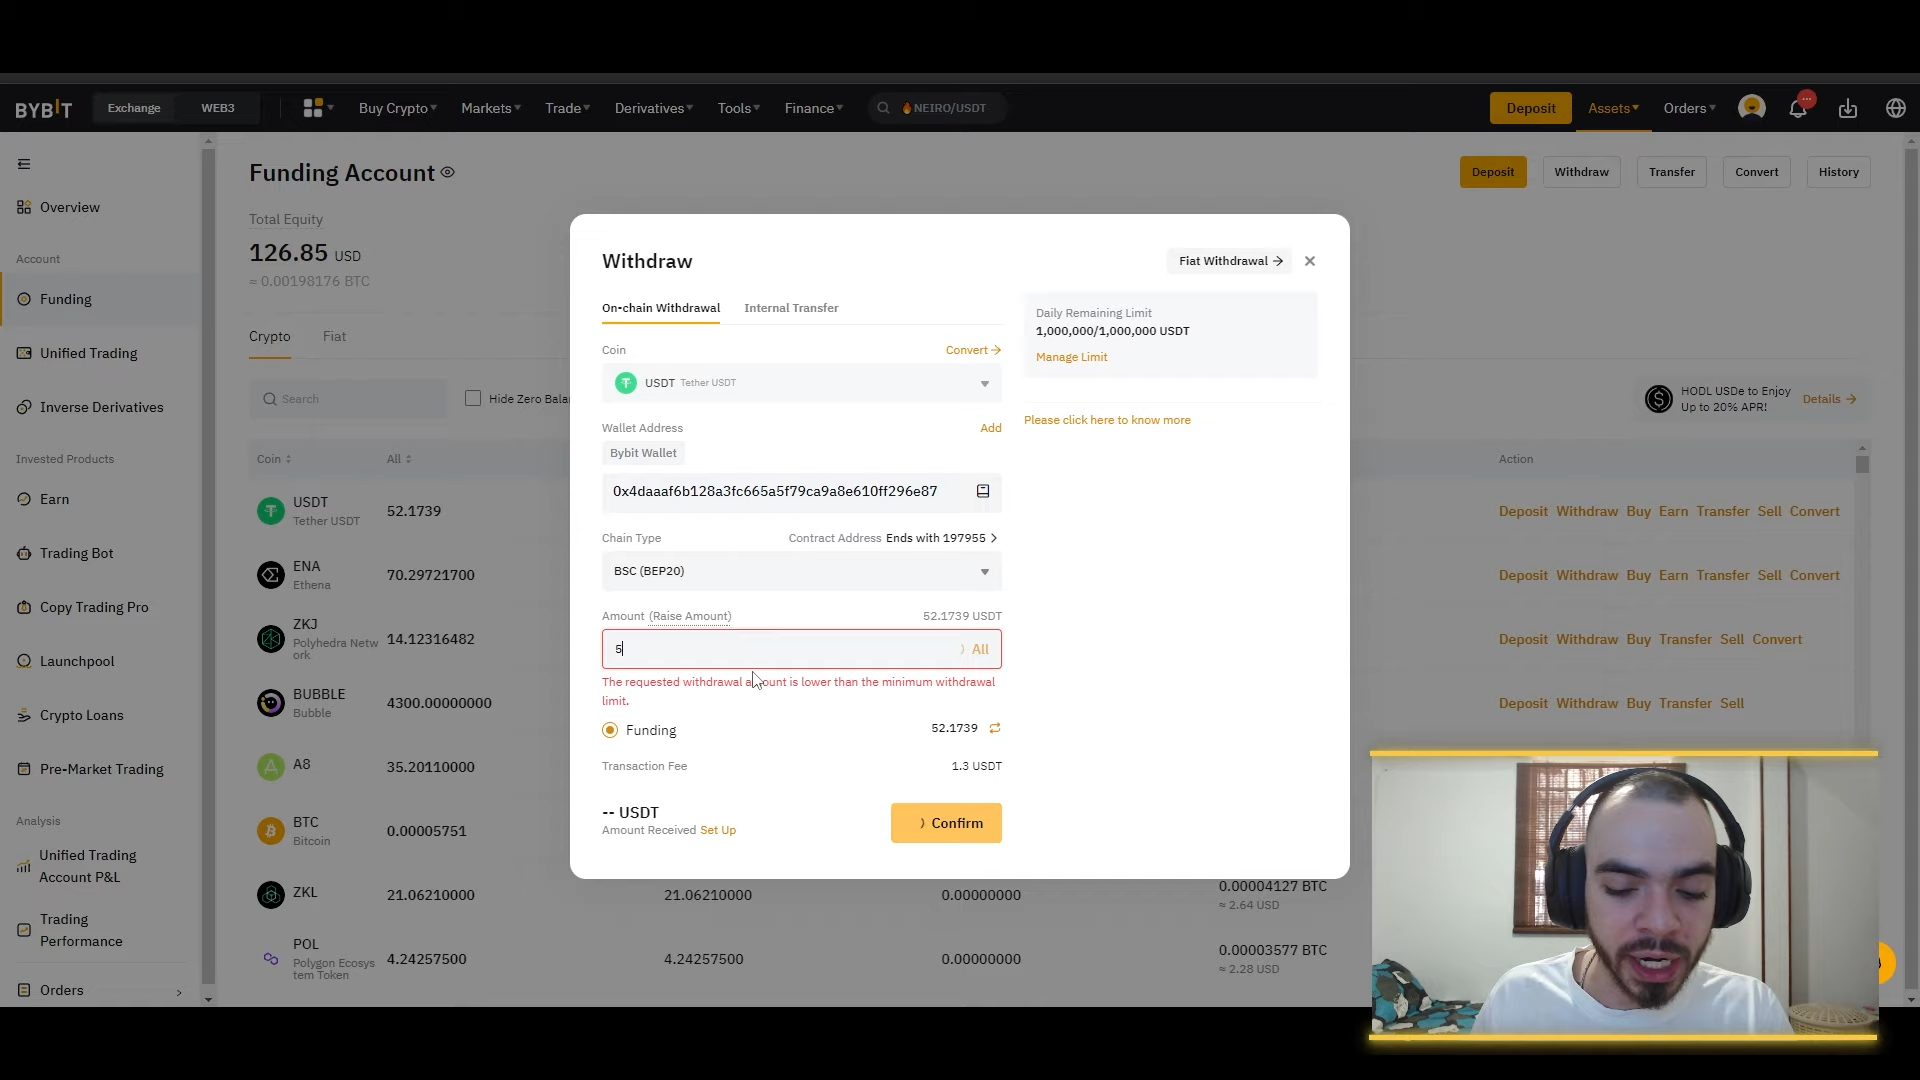 BYBIT
Exchange WEB3
Buy Crypto Markets Trade Derivatives Tools Finance
NEIRO/USDT
Deposit Assets Orders
Overview
Account
Funding
Unified Trading
Inverse Derivatives
Invested Products
Earn
Trading Bot
Copy Trading Pro
Launchpool
Crypto Loans
Pre-Market Trading
Analysis
Unified Trading
Account P&L
Trading
Performance
Orders
Funding Account
Deposit Withdraw Transfer Convert History
Total Equity
126.85 USD
≈ 0.00198176 BTC
Crypto Fiat
Search
Hide Zero Balan
HODL USDe to Enjoy
Up to 20% APR!
Details →
Coin All Action
USDT
Tether USDT
52.1739
Deposit Withdraw Buy Earn Transfer Sell Convert
ENA
Ethena
70.29721700
Deposit Withdraw Buy Earn Transfer Sell Convert
ZKJ
Polyhedra Netw
ork
14.12316482
Deposit Withdraw Buy Transfer Sell Convert
BUBBLE
Bubble
4300.00000000
Deposit Withdraw Buy Transfer Sell
A8
35.20110000
BTC
Bitcoin
0.00005751
ZKL
21.06210000 21.06210000 0.00000000
0.00004127 BTC
≈ 2.64 USD
POL
Polygon Ecosys
tem Token
4.24257500 4.24257500 0.00000000
0.00003577 BTC
≈ 2.28 USD
Withdraw
Fiat Withdrawal →
On-chain Withdrawal Internal Transfer
Coin Convert →
USDT Tether USDT
Wallet Address Add
Bybit Wallet
0x4daaaf6b128a3fc665a5f79ca9a8e610ff296e87
Chain Type Contract Address Ends with 197955 >
BSC (BEP20)
Amount (Raise Amount) 52.1739 USDT
5 All
The requested withdrawal amount is lower than the minimum withdrawal
limit.
Funding 52.1739
Transaction Fee 1.3 USDT
-- USDT
Amount Received Set Up
Confirm
Daily Remaining Limit
1,000,000/1,000,000 USDT
Manage Limit
Please click here to know more